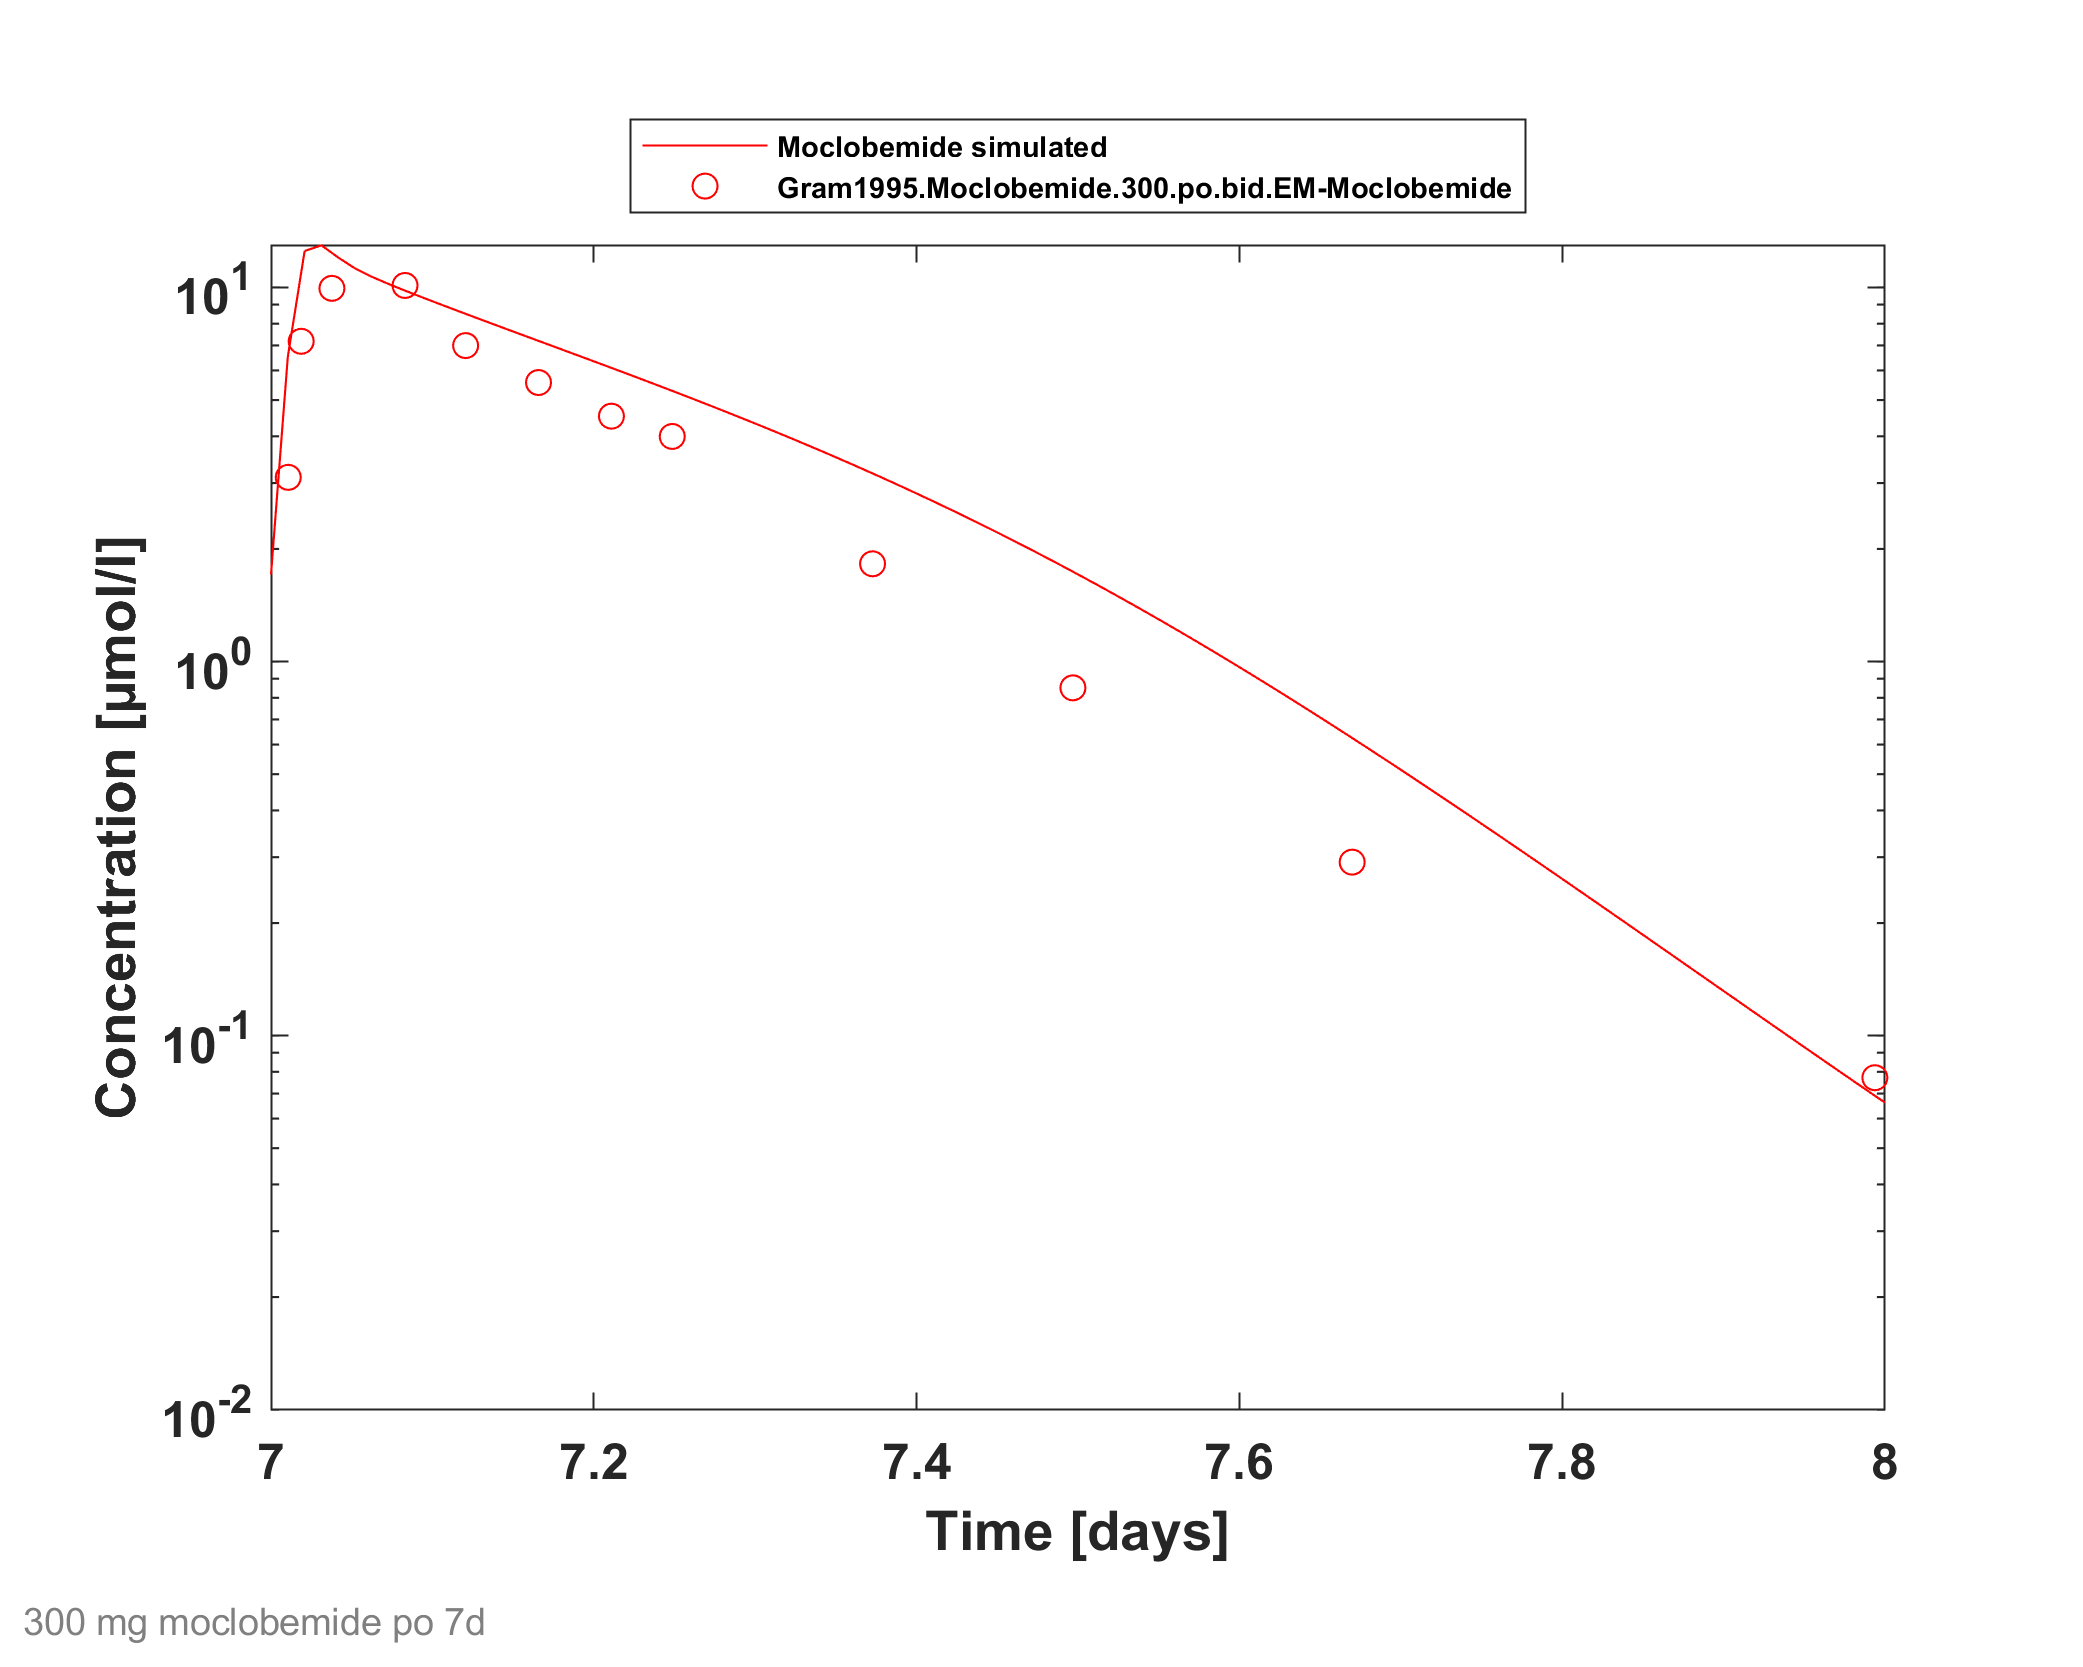 Moclobemide simulated
Gram1995.Moclobemide.300.po.bid.EM-Moclobemide
Concentration [µmol/l]
10^1
10^0
10^-1
10^-2
7 7.2 7.4 7.6 7.8 8
Time [days]
300 mg moclobemide po 7d